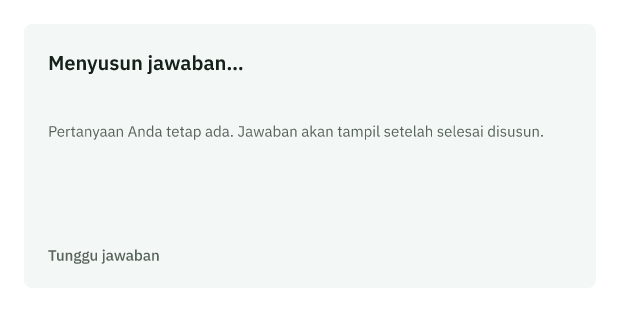 Menyusun jawaban...
Pertanyaan Anda tetap ada. Jawaban akan tampil setelah selesai disusun.
Tunggu jawaban